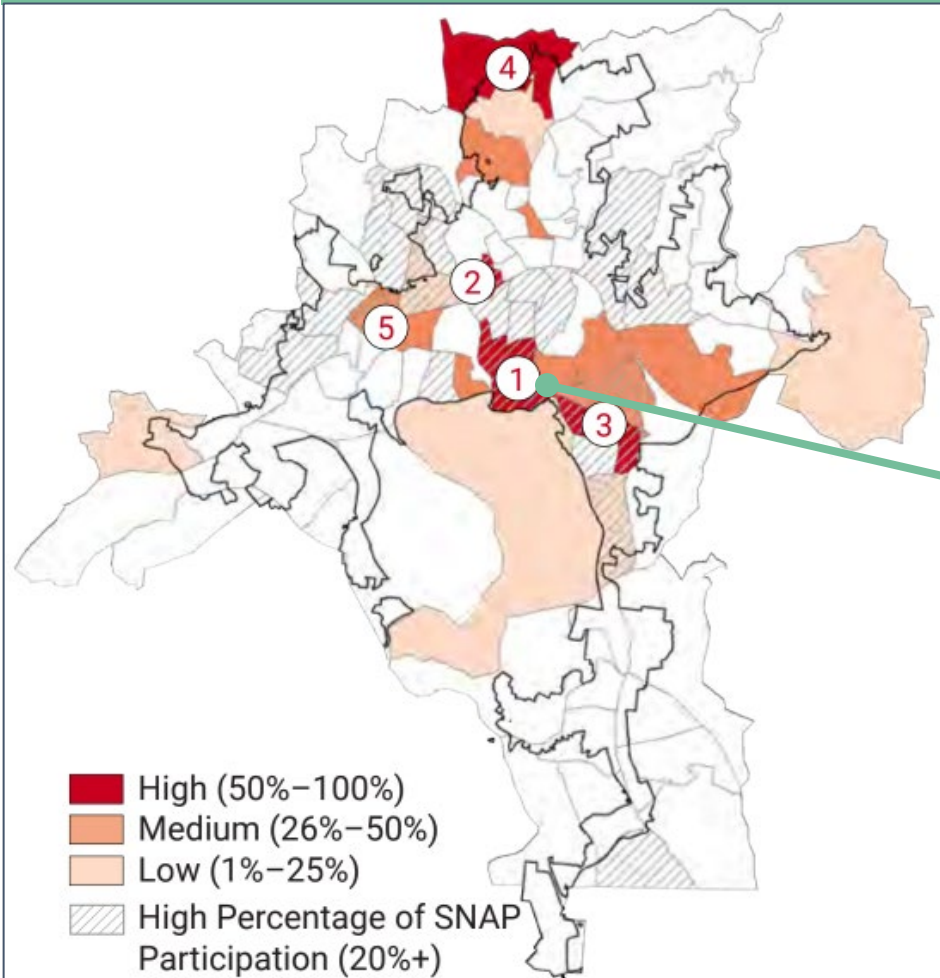 4
2
5
1
3
High (50%–100%)
Medium (26%–50%)
Low (1%–25%)
High Percentage of SNAP
Participation (20%+)